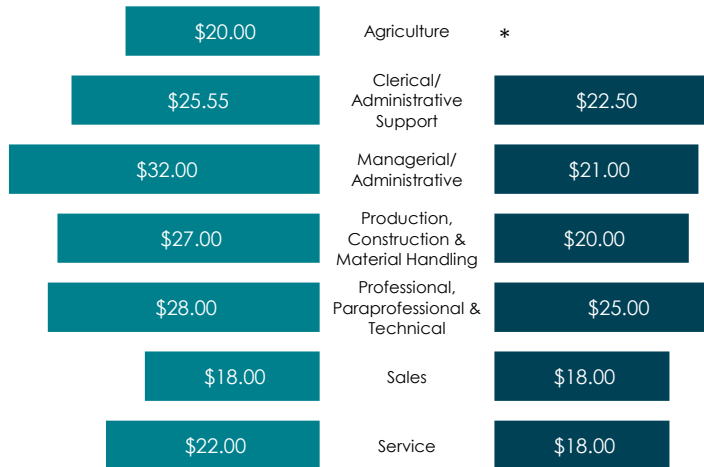 $20.00 Agriculture *
$25.55 Clerical/ $22.50
Administrative
Support
$32.00 Managerial/ $21.00
Administrative
$27.00 Production, $20.00
Construction &
Material Handling
$28.00 Professional, $25.00
Paraprofessional &
Technical
$18.00 Sales $18.00
$22.00 Service $18.00